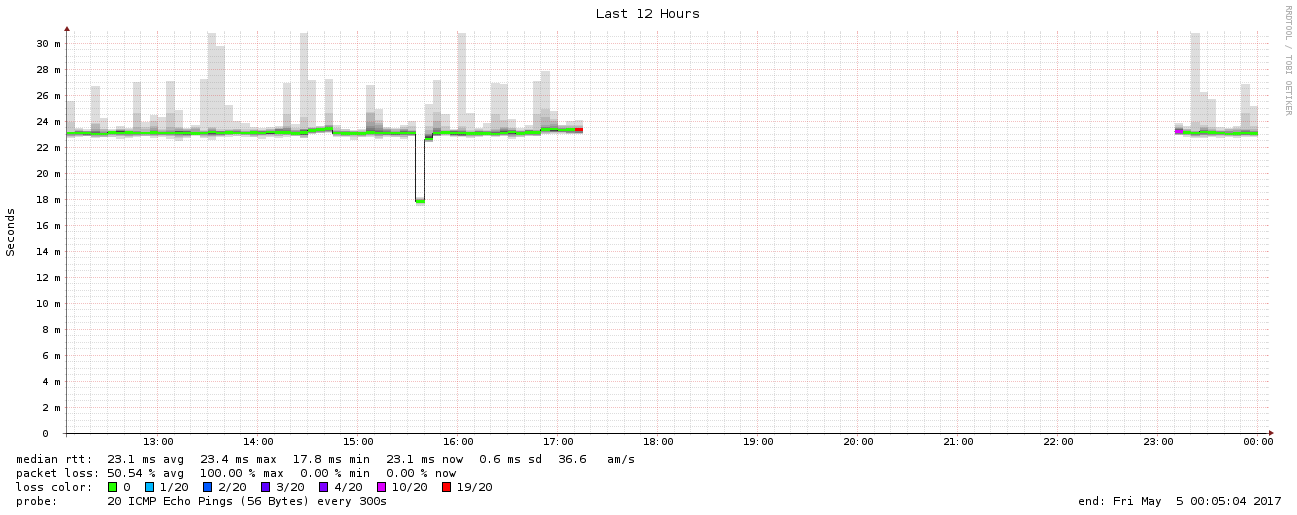 Last 12 Hours
RRDTOOL / TOBI OETIKER
Seconds
30 m
28 m
26 m
24 m
22 m
20 m
18 m
16 m
14 m
12 m
10 m
8 m
6 m
4 m
2 m
0
13:00 14:00 15:00 16:00 17:00 18:00 19:00 20:00 21:00 22:00 23:00 00:00
median rtt: 23.1 ms avg 23.4 ms max 17.8 ms min 23.1 ms now 0.6 ms sd 36.6 am/s
packet loss: 50.54 % avg 100.00 % max 0.00 % min 0.00 % now
loss color: 0 1/20 2/20 3/20 4/20 10/20 19/20
probe: 20 ICMP Echo Pings (56 Bytes) every 300s end: Fri May 5 00:05:04 2017